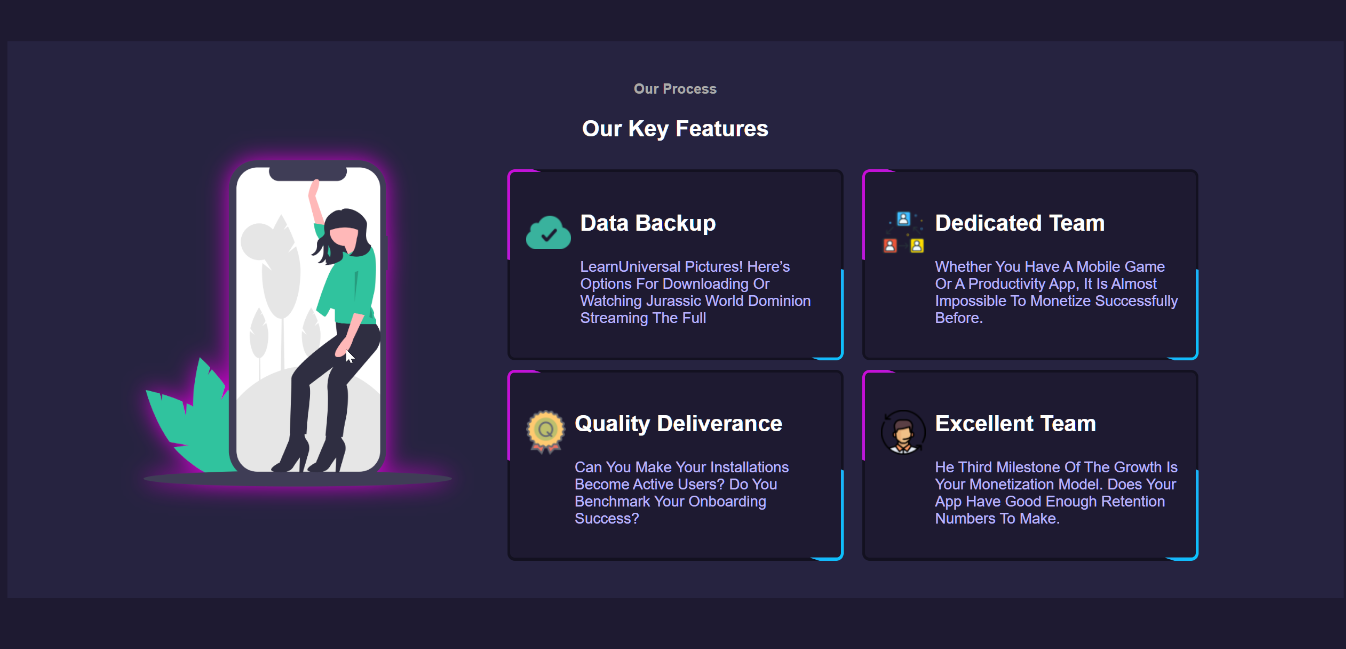 Our Process
Our Key Features
Data Backup
LearnUniversal Pictures! Here's
Options For Downloading Or
Watching Jurassic World Dominion
Streaming The Full
Dedicated Team
Whether You Have A Mobile Game
Or A Productivity App, It Is Almost
Impossible To Monetize Successfully
Before.
Q
Quality Deliverance
Can You Make Your Installations
Become Active Users? Do You
Benchmark Your Onboarding
Success?
Excellent Team
He Third Milestone Of The Growth Is
Your Monetization Model. Does Your
App Have Good Enough Retention
Numbers To Make.